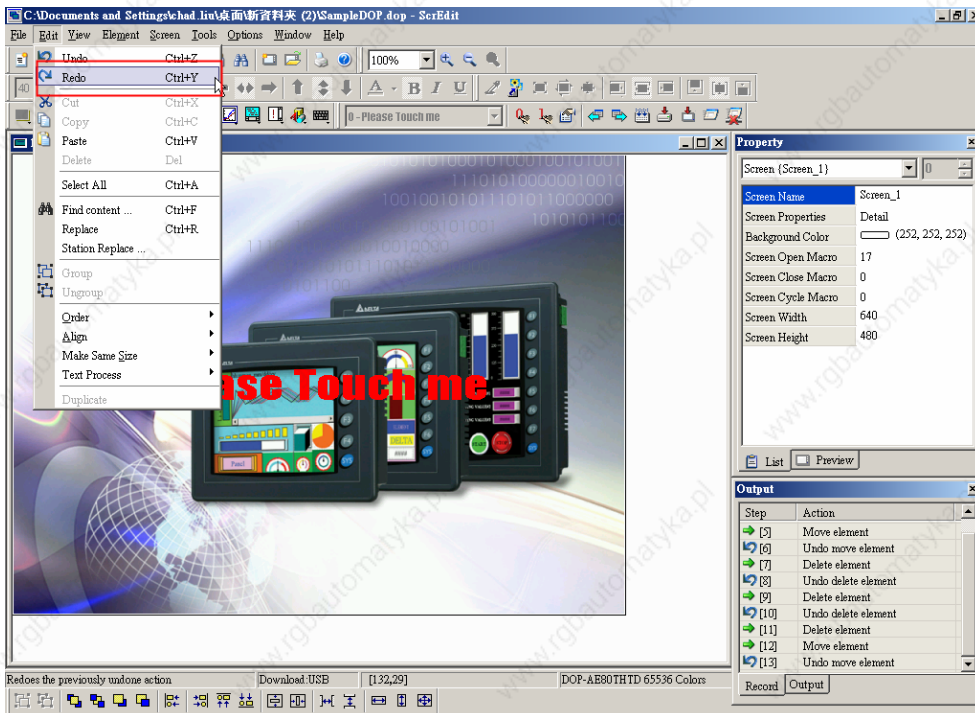 C:\Documents and Settings\chad.liu\桌面\新資料夾 (2)\SampleDOP.dop - ScrEdit
File Edit View Element Screen Tools Options Window Help
Undo Ctrl+Z
Redo Ctrl+Y
Cut Ctrl+X
Copy Ctrl+C
Paste Ctrl+V
Delete Del
Select All Ctrl+A
Find content ... Ctrl+F
Replace Ctrl+R
Station Replace ...
Group
Ungroup
Order
Align
Make Same Size
Text Process
Duplicate
100%
40
A B I U
0 - Please Touch me
ase Touch me
DELTA
####
START
Property
Screen {Screen_1} 0
Screen Name Screen_1
Screen Properties Detail
Background Color (252, 252, 252)
Screen Open Macro 17
Screen Close Macro 0
Screen Cycle Macro 0
Screen Width 640
Screen Height 480
List Preview
Output
Step Action
[5] Move element
[6] Undo move element
[7] Delete element
[8] Undo delete element
[9] Delete element
[10] Undo delete element
[11] Delete element
[12] Move element
[13] Undo move element
Record Output
Redoes the previously undone action Download:USB [132,29] DOP-AE80THTD 65536 Colors
www.rgbautomatyka.pl